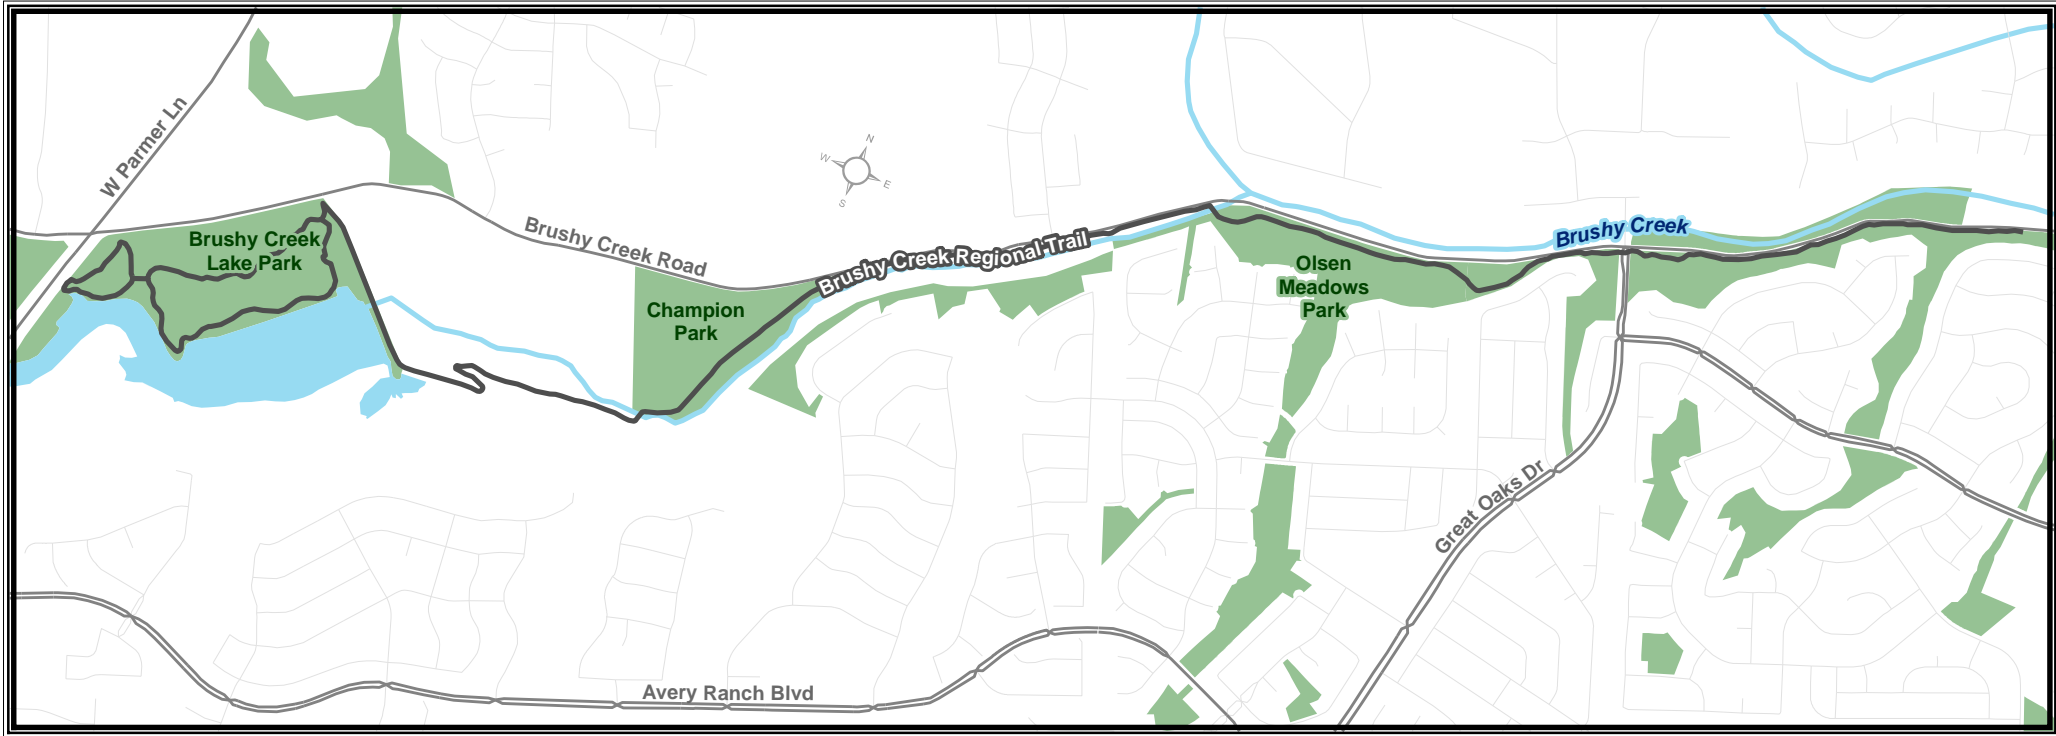 W Parmer Ln
N
W
E
S
Brushy Creek
Lake Park
Brushy Creek Road
Brushy Creek Regional Trail
Brushy Creek
Champion
Park
Olsen
Meadows
Park
Great Oaks Dr
Avery Ranch Blvd